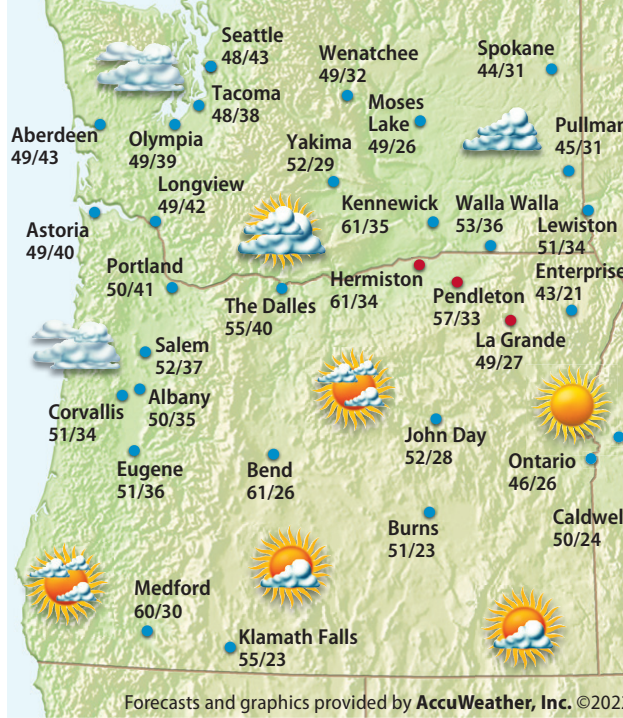 Seattle
48/43
Wenatchee
49/32
Spokane
44/31
Tacoma
48/38
Moses
Lake
49/26
Aberdeen
49/43
Olympia
49/39
Yakima
52/29
Pullman
45/31
Longview
49/42
Kennewick
61/35
Walla Walla
53/36
Lewiston
51/34
Astoria
49/40
Portland
50/41
The Dalles
55/40
Hermiston
61/34
Pendleton
57/33
Enterprise
43/21
La Grande
49/27
Salem
52/37
Corvallis
51/34
Albany
50/35
John Day
52/28
Eugene
51/36
Bend
61/26
Ontario
46/26
Burns
51/23
Caldwel
50/24
Medford
60/30
Klamath Falls
55/23
Forecasts and graphics provided by AccuWeather, Inc. ©202